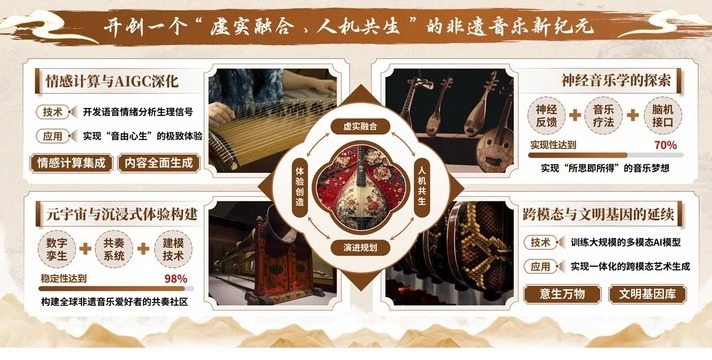 开创一个“虚实融合、人机共生”的非遗音乐新纪元
情感计算与AIGC深化
技术 开发语音情绪分析生理信号
应用 实现“音由心生”的极致体验
情感计算集成 内容全面生成
神经音乐学的探索
神经反馈 + 音乐疗法 + 脑机接口
实现性达到 70%
实现“所思即所得”的音乐梦想
虚实融合
体验创造
人机共生
演进规划
元宇宙与沉浸式体验构建
数字孪生 + 共奏系统 + 建模技术
稳定性达到 98%
构建全球非遗音乐爱好者的共奏社区
跨模态与文明基因的延续
技术 训练大规模的多模态AI模型
应用 实现一体化的跨模态艺术生成
意生万物 文明基因库